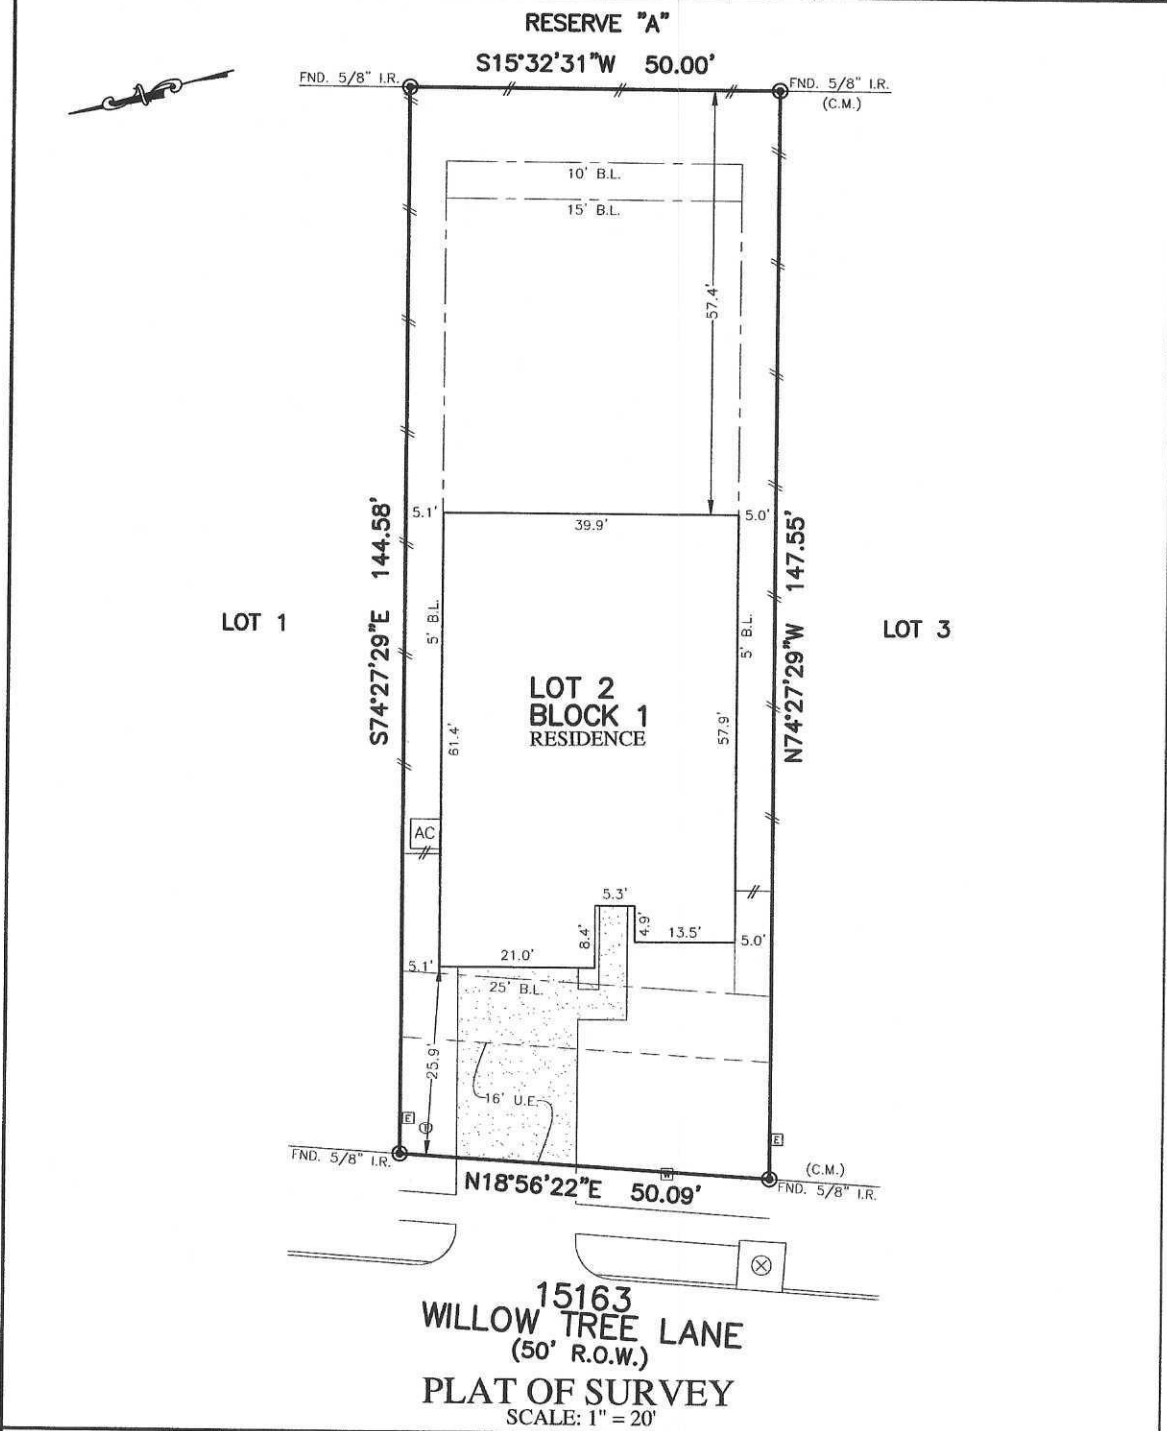 RESERVE "A"
S15°32'31"W 50.00'
FND. 5/8" I.R.
FND. 5/8" I.R.
(C.M.)
N
10' B.L.
15' B.L.
57.4'
5.1'
39.9'
5.0'
S74°27'29"E 144.58'
N74°27'29"W 147.55'
5' B.L.
5' B.L.
LOT 1
LOT 3
LOT 2
BLOCK 1
RESIDENCE
61.4'
57.9'
AC
5.3'
8.4'
4.9'
13.5'
5.0'
21.0'
5.1'
25' B.L.
25.9'
16' U.E.
E
T
E
W
FND. 5/8" I.R.
(C.M.)
FND. 5/8" I.R.
N18°56'22"E 50.09'
15163
WILLOW TREE LANE
(50' R.O.W.)
PLAT OF SURVEY
SCALE: 1" = 20'